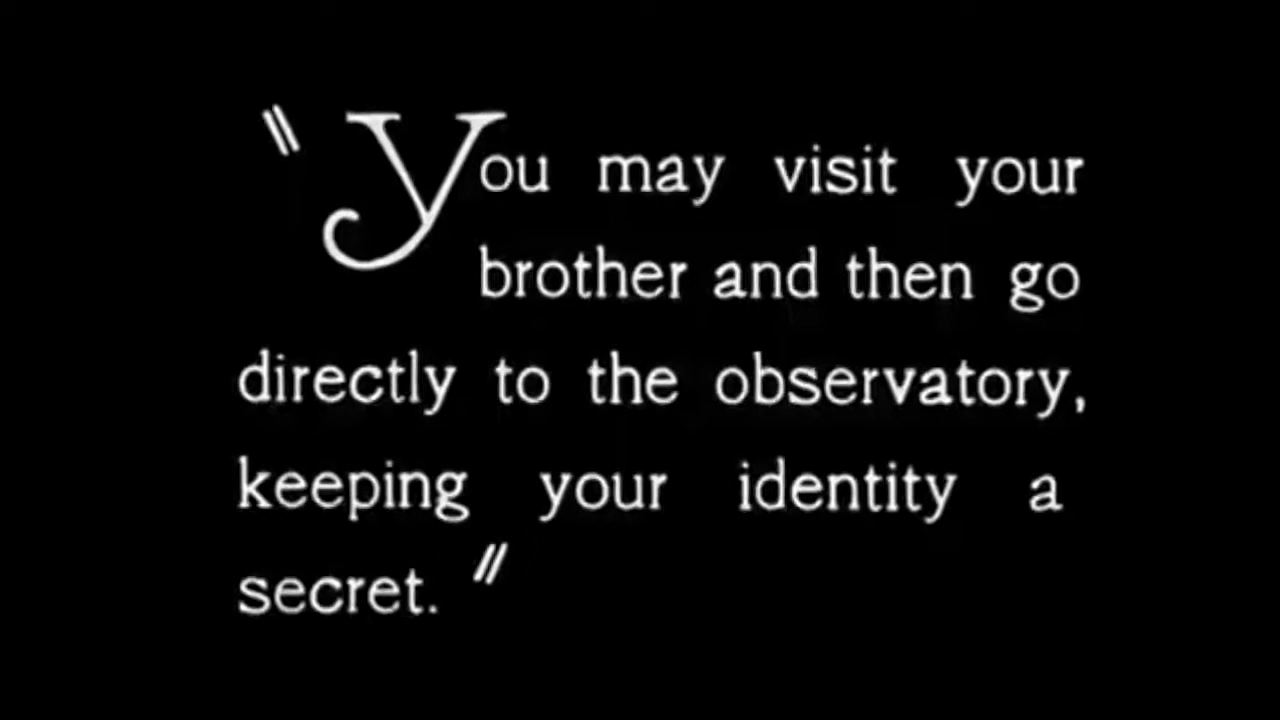 "You may visit your
brother and then go
directly to the observatory,
keeping your identity a
secret."